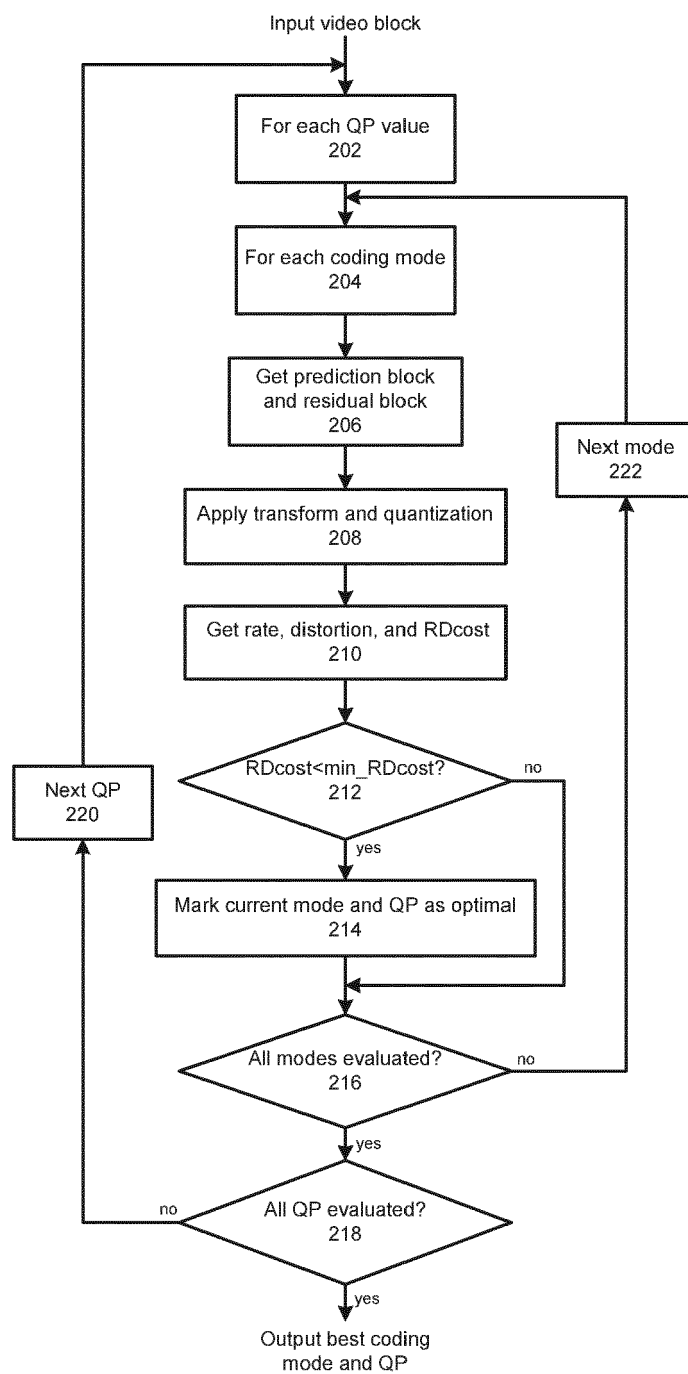 Input video block
For each QP value
202
For each coding mode
204
Get prediction block
and residual block
206
Next mode
222
Apply transform and quantization
208
Get rate, distortion, and RDcost
210
RDcost<min_RDcost?
212
no
Next QP
220
yes
Mark current mode and QP as optimal
214
All modes evaluated?
216
no
yes
no
All QP evaluated?
218
yes
Output best coding
mode and QP